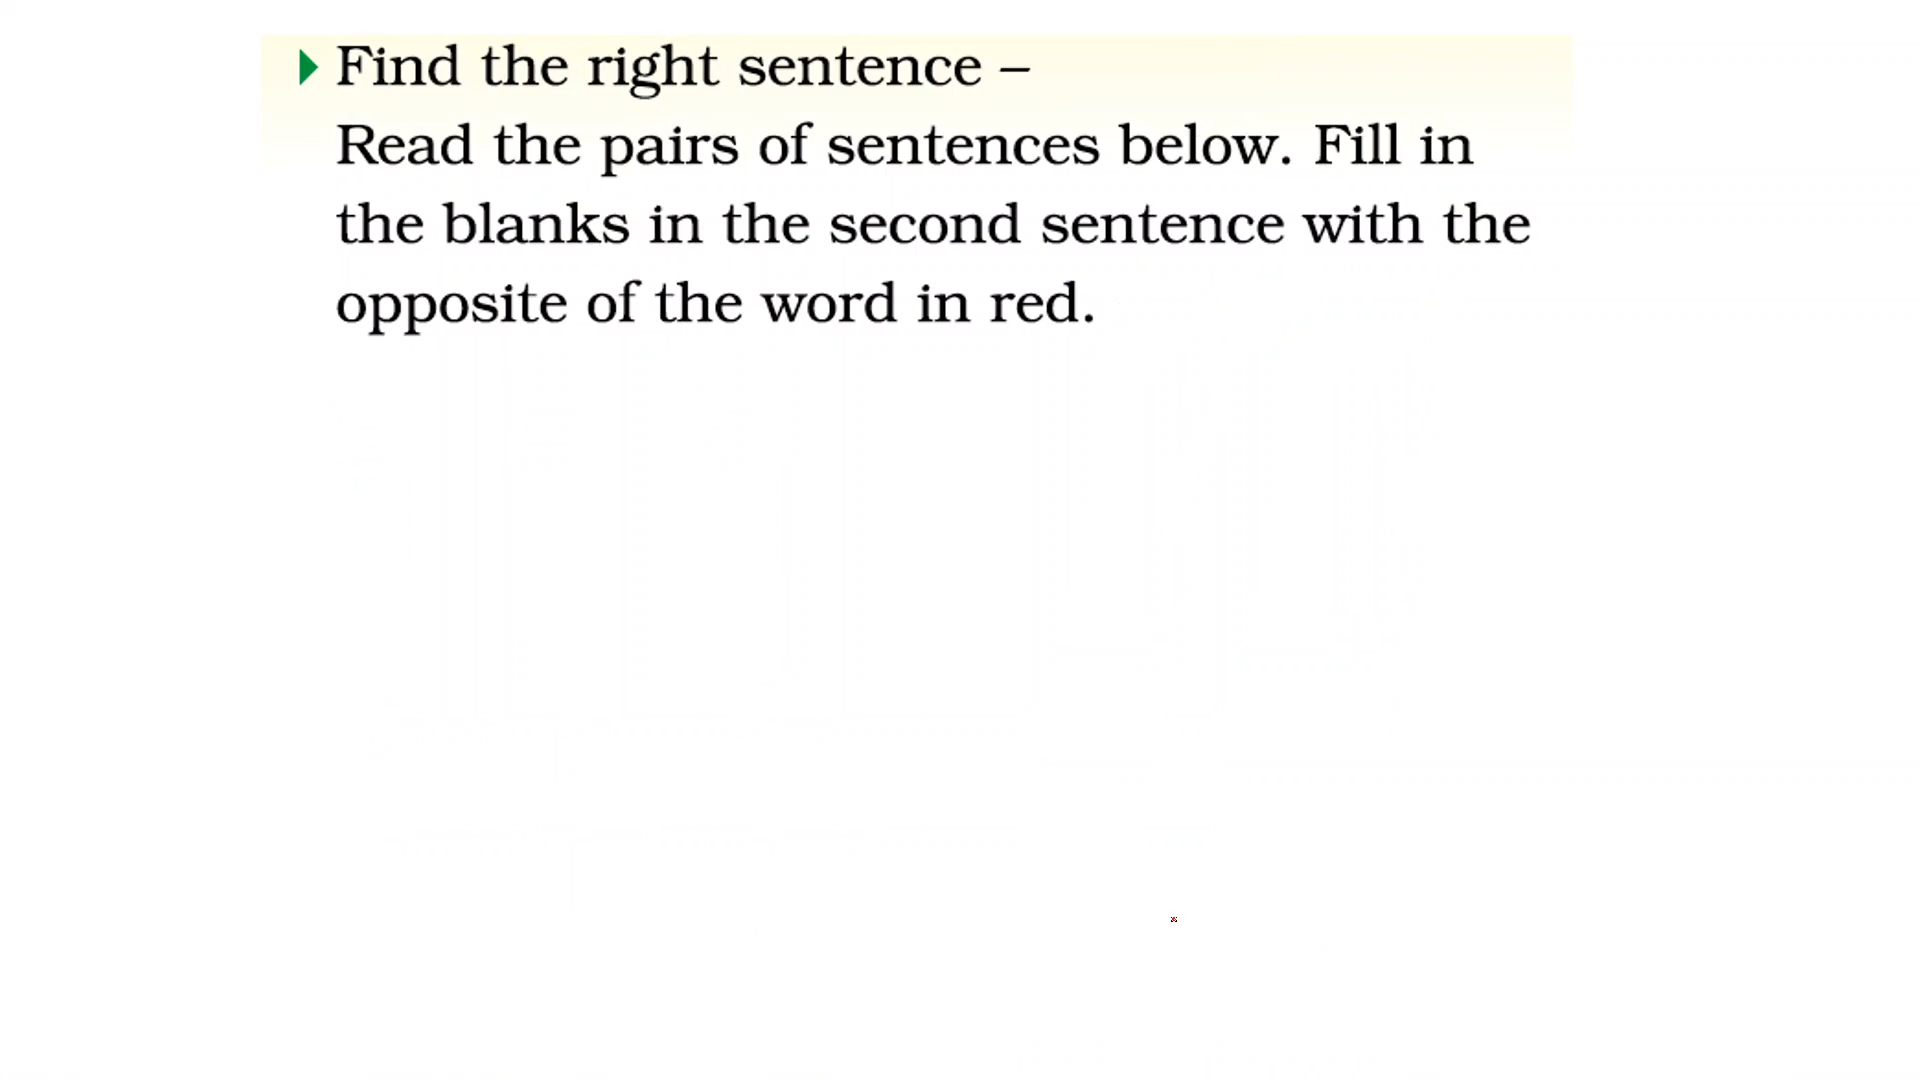 Find the right sentence –
Read the pairs of sentences below. Fill in
the blanks in the second sentence with the
opposite of the word in red.